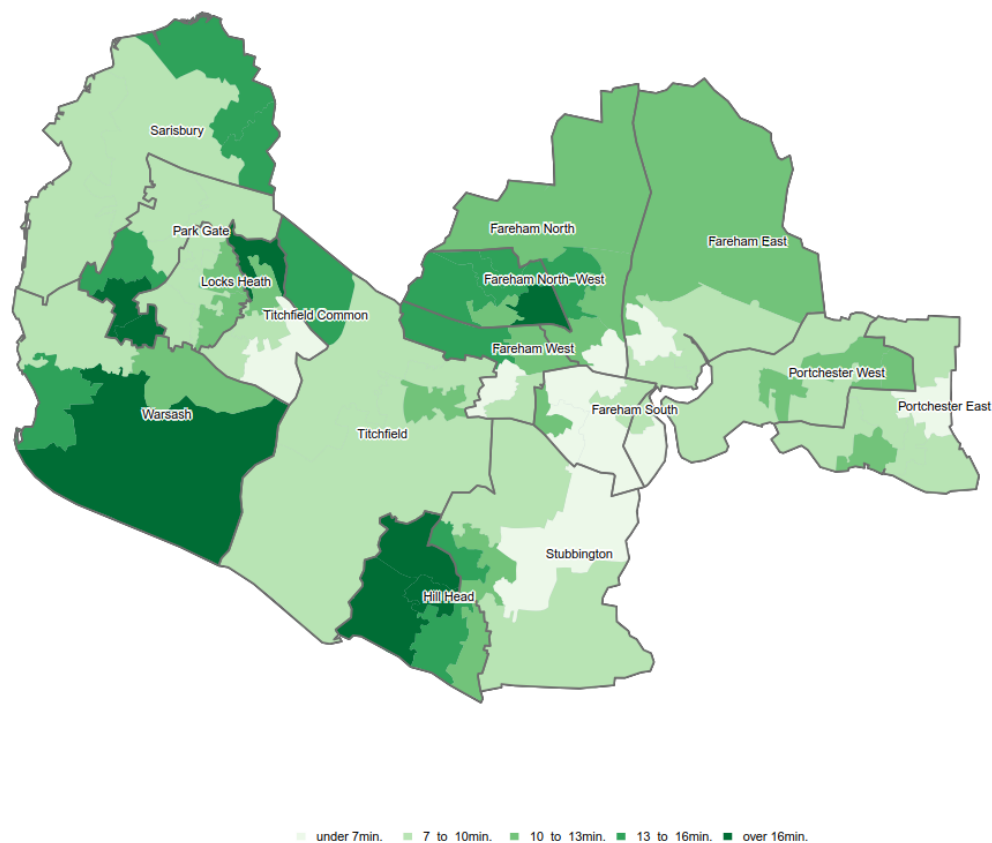 Sarisbury
Park Gate
Fareham North
Fareham East
Locks Heath
Fareham North-West
Titchfield Common
Fareham West
Portchester West
Warsash
Titchfield
Fareham South
Portchester East
Stubbington
Hill Head
under 7min. 7 to 10min. 10 to 13min. 13 to 16min. over 16min.